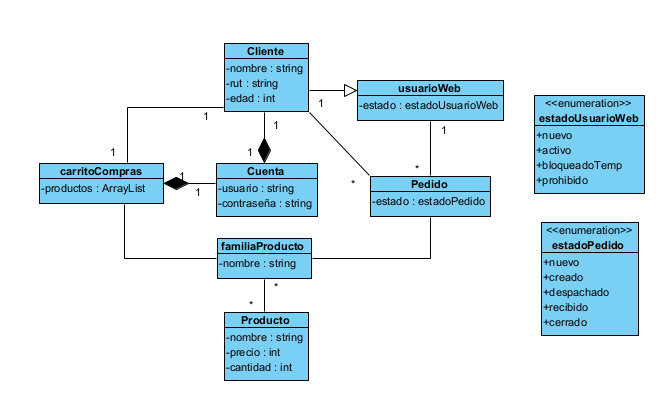 Cliente
-nombre : string
-rut : string
-edad : int
usuarioWeb
-estado : estadoUsuarioWeb
<<enumeration>>
estadoUsuarioWeb
+nuevo
+activo
+bloqueadoTemp
+prohibido
1
1
1
1
1
1
*
*
carritoCompras
-productos : ArrayList
1
1
Cuenta
-usuario : string
-contraseña : string
Pedido
-estado : estadoPedido
<<enumeration>>
estadoPedido
+nuevo
+creado
+despachado
+recibido
+cerrado
familiaProducto
-nombre : string
*
*
Producto
-nombre : string
-precio : int
-cantidad : int